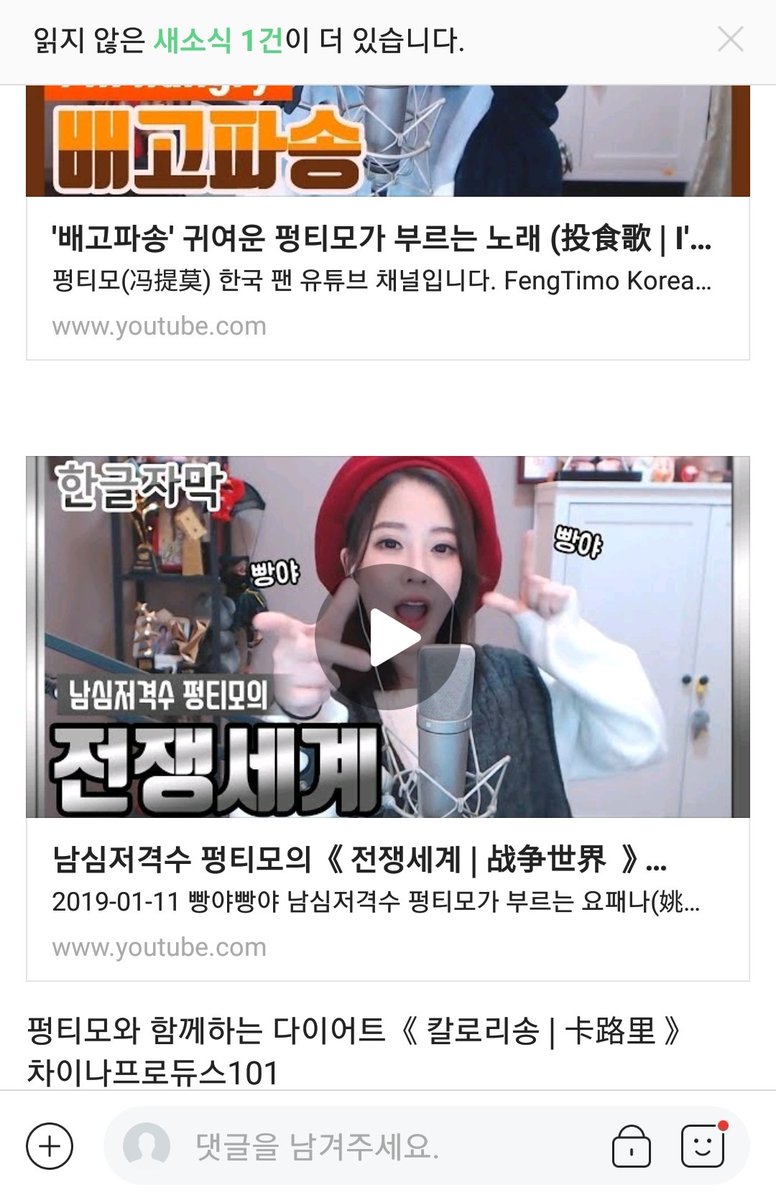 읽지 않은 새소식 1건이 더 있습니다.
배고파송
'배고파송' 귀여운 펑티모가 부르는 노래 (投食歌 | I'...
펑티모(冯提莫) 한국 팬 유튜브 채널입니다. FengTimo Korea...
www.youtube.com
한글자막
빵야
빵야
남심저격수 펑티모의
전쟁세계
남심저격수 펑티모의《 전쟁세계 | 战争世界 》...
2019-01-11 빵야빵야 남심저격수 펑티모가 부르는 요패나(姚...
www.youtube.com
펑티모와 함께하는 다이어트《 칼로리송 | 卡路里 》
차이나프로듀스101
댓글을 남겨주세요.